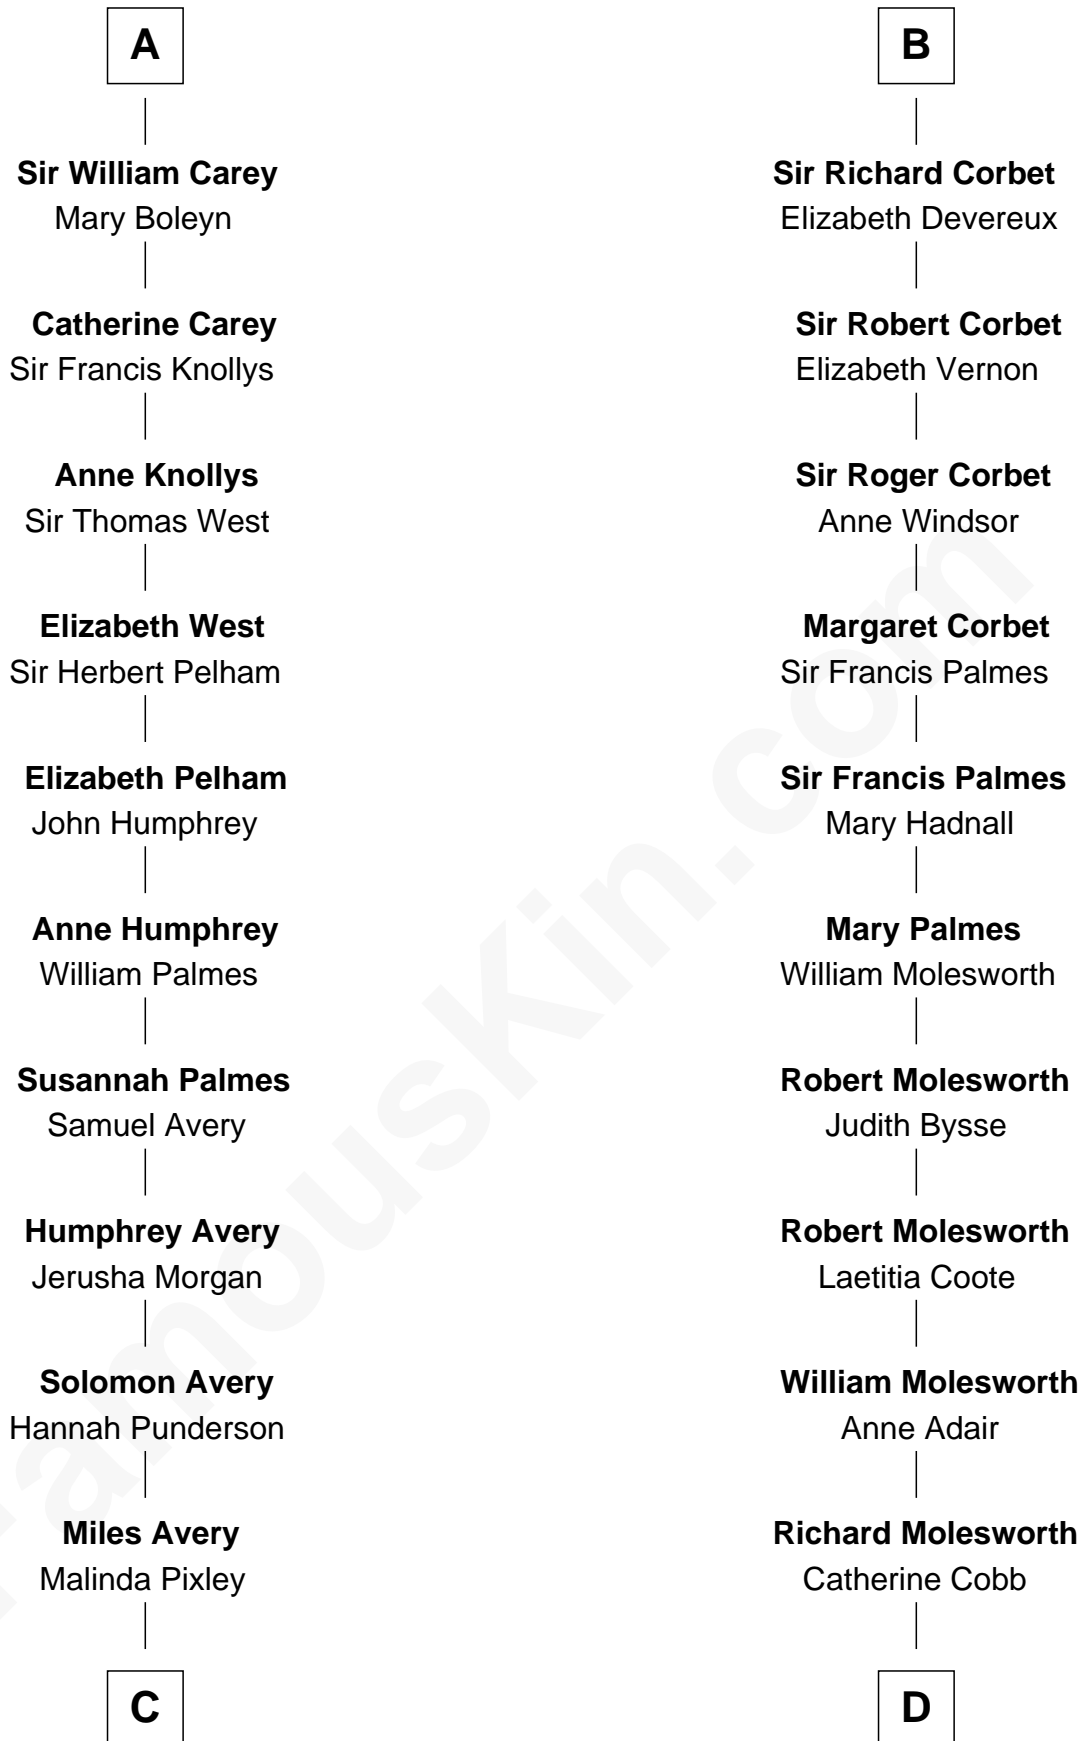 A
Sir William Carey
Mary Boleyn
Catherine Carey
Sir Francis Knollys
Anne Knollys
Sir Thomas West
Elizabeth West
Sir Herbert Pelham
Elizabeth Pelham
John Humphrey
Anne Humphrey
William Palmes
Susannah Palmes
Samuel Avery
Humphrey Avery
Jerusha Morgan
Solomon Avery
Hannah Punderson
Miles Avery
Malinda Pixley
C
B
Sir Richard Corbet
Elizabeth Devereux
Sir Robert Corbet
Elizabeth Vernon
Sir Roger Corbet
Anne Windsor
Margaret Corbet
Sir Francis Palmes
Sir Francis Palmes
Mary Hadnall
Mary Palmes
William Molesworth
Robert Molesworth
Judith Bysse
Robert Molesworth
Laetitia Coote
William Molesworth
Anne Adair
Richard Molesworth
Catherine Cobb
D
FamousKin.com